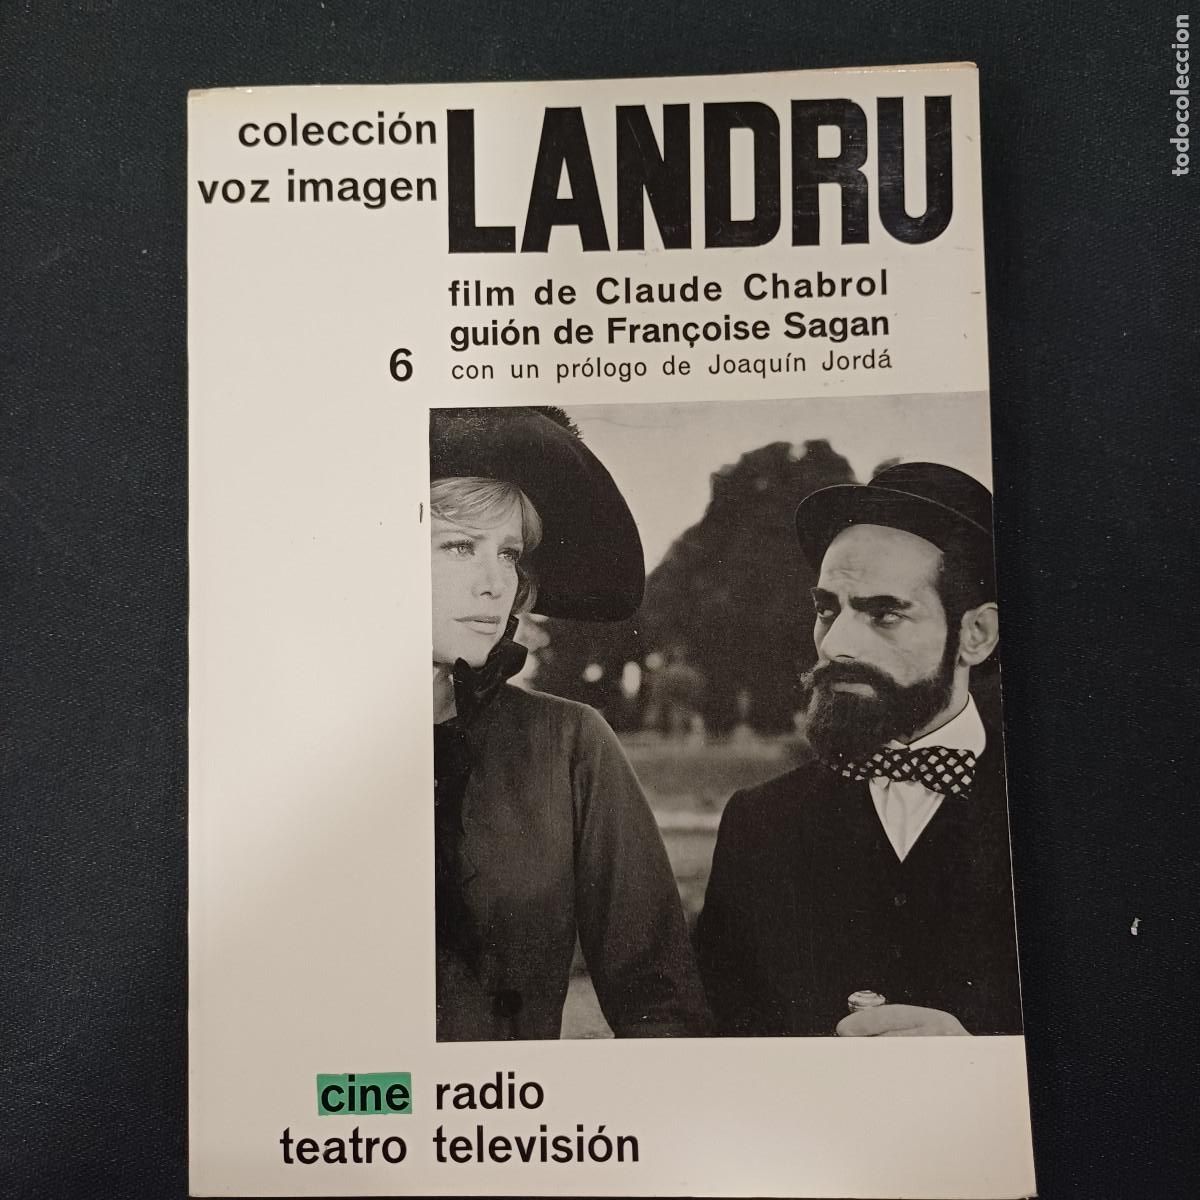 colección
voz imagen
LANDRU
film de Claude Chabrol
guión de Françoise Sagan
6
con un prólogo de Joaquín Jordá
cine radio
teatro televisión
todocoleccion